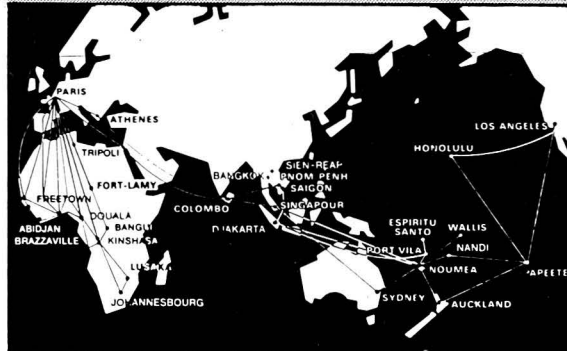 PARIS
ATHENES
LOS ANGELES
HONOLULU
TRIPOLI
BANGKOK
SIEN-REAP
PNOM PENH
FORT-LAMY
SAIGON
FREETOWN
COLOMBO
SINGAPOUR
DOUALA
ABIDJAN
BANGUI
DJAKARTA
ESPIRITU
SANTO
WALLIS
BRAZZAVILLE
KINSHASA
PORT VILA
NANDI
LUSAKA
NOUMEA
PAPEETE
JOHANNESBOURG
SYDNEY
AUCKLAND